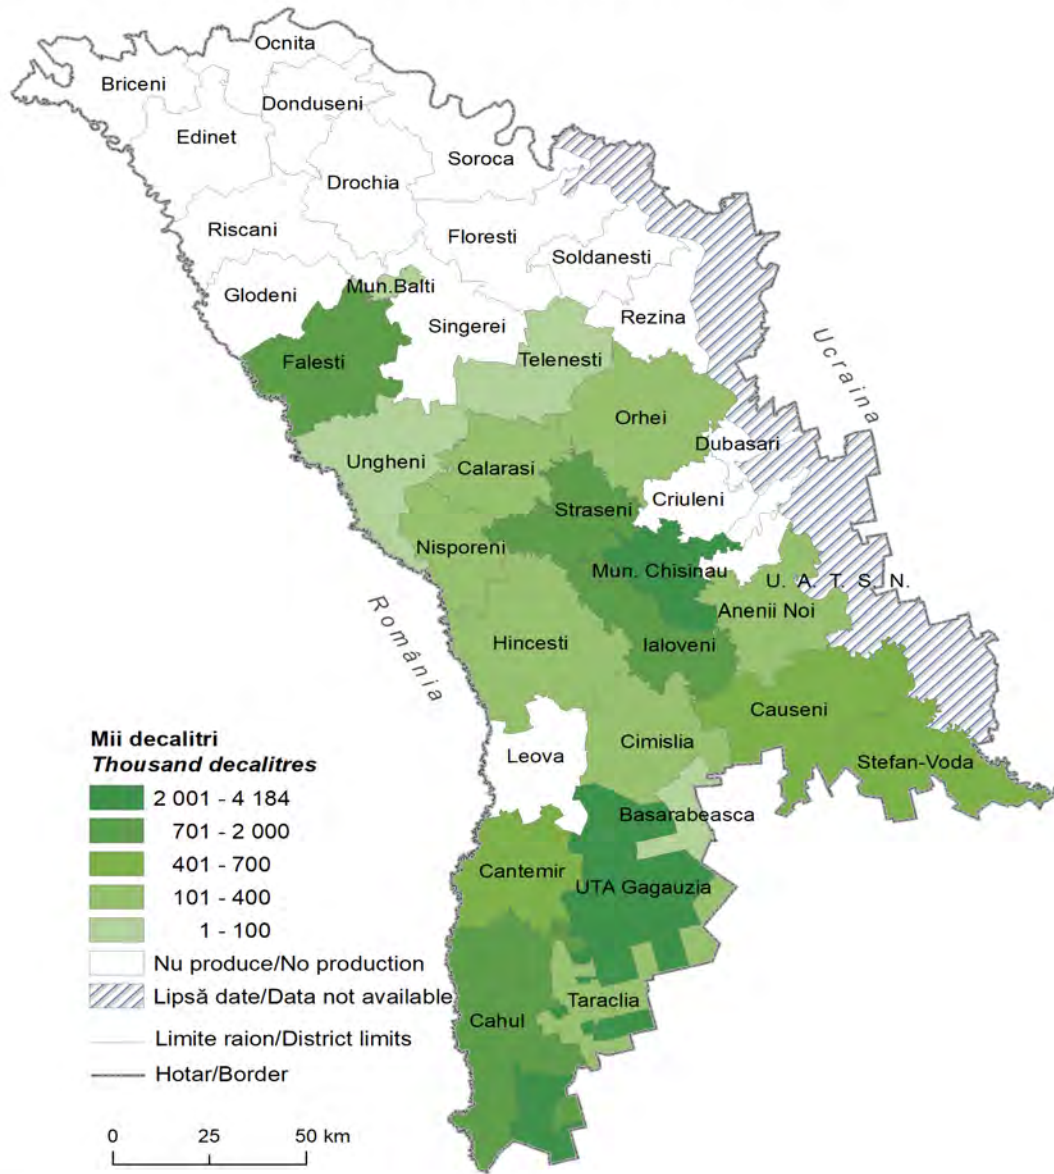 Ocnita
Briceni
Donduseni
Edinet
Soroca
Drochia
Riscani
Floresti
Soldanesti
Glodeni
Mun.Balti
Singerei
Rezina
Ucraina
Falesti
Telenesti
Orhei
Dubasari
Ungheni
Calarasi
Criuleni
Straseni
Nisporeni
Mun. Chisinau
U. A. T. S. N.
Anenii Noi
România
Hincesti
Ialoveni
Causeni
Cimislia
Leova
Stefan-Voda
Basarabeasca
Cantemir
UTA Gagauzia
Taraclia
Cahul
Mii decalitri
Thousand decalitres
2 001 - 4 184
701 - 2 000
401 - 700
101 - 400
1 - 100
Nu produce/No production
Lipsă date/Data not available
Limite raion/District limits
Hotar/Border
0 25 50 km